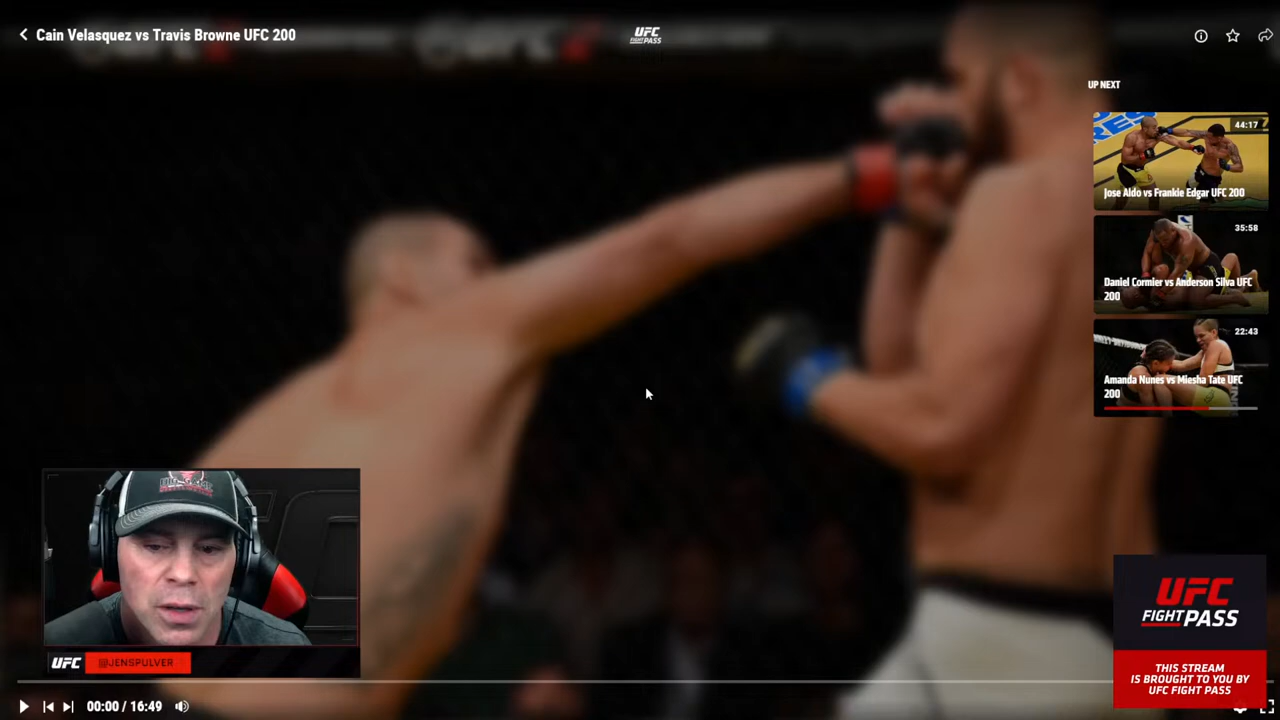 Cain Velasquez vs Travis Browne UFC 200
UFC
FIGHT PASS
UP NEXT
44:17
Jose Aldo vs Frankie Edgar UFC 200
35:58
Daniel Cormier vs Anderson Silva UFC
200
22:43
Amanda Nunes vs Miesha Tate UFC
200
UFC
@JENSPULVER
UFC
FIGHT PASS
THIS STREAM
IS BROUGHT TO YOU BY
UFC FIGHT PASS
00:00 / 16:49